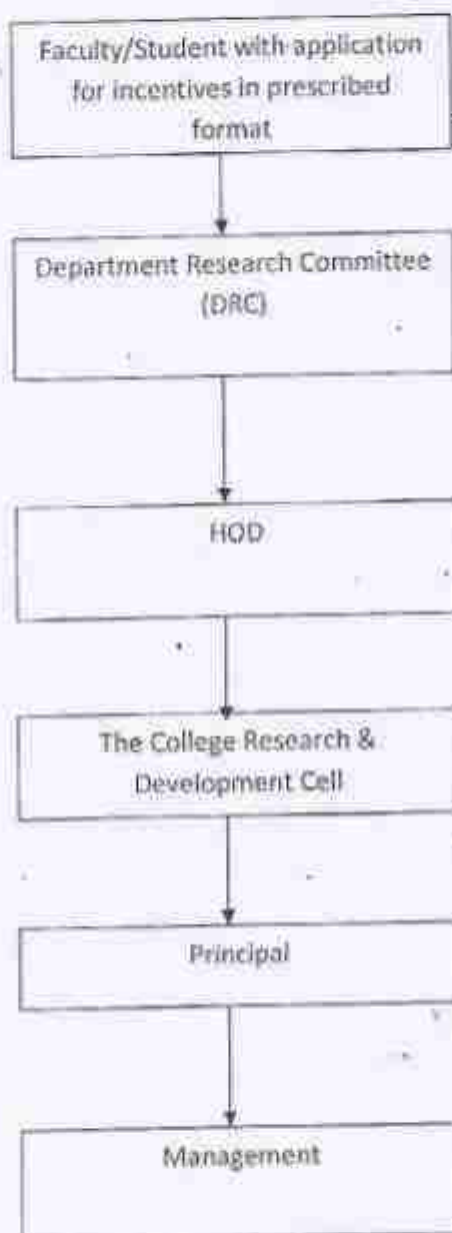 Faculty/Student with application
for incentives in prescribed
format
Department Research Committee
(DRC)
HOD
The College Research &
Development Cell
Principal
Management